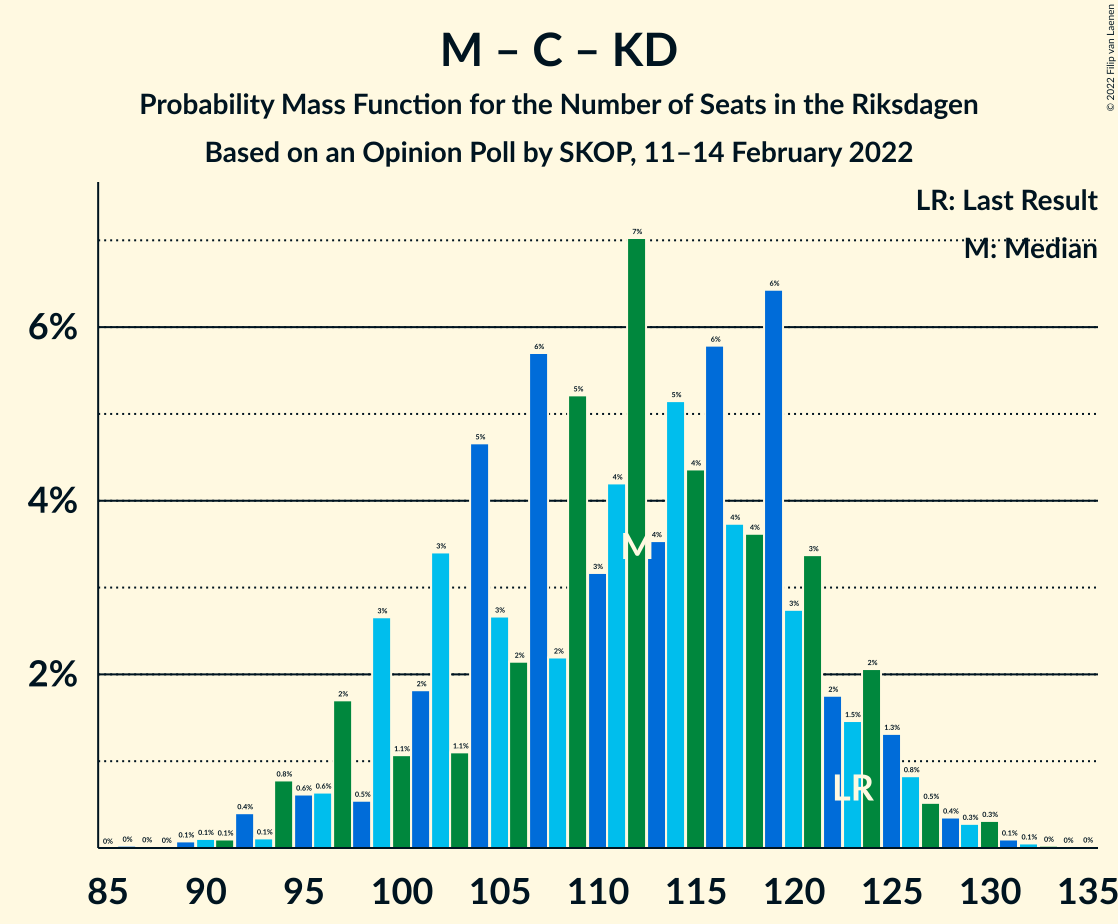 M – C – KD
Probability Mass Function for the Number of Seats in the Riksdagen
Based on an Opinion Poll by SKOP, 11–14 February 2022
© 2022 Filip van Laenen
LR: Last Result
M: Median
6%
4%
2%
0% 0% 0% 0% 0.1% 0.1% 0.1% 0.4% 0.1% 0.8% 0.6% 0.6% 2% 0.5% 3% 1.1% 2% 3% 1.1% 5% 3% 2% 6% 2% 5% 3% 4% 7% 4% 5% 4% 6% 4% 4% 6% 3% 3% 2% 1.5% 2% 1.3% 0.8% 0.5% 0.4% 0.3% 0.3% 0.1% 0.1% 0% 0% 0%
M
LR
85 90 95 100 105 110 115 120 125 130 135